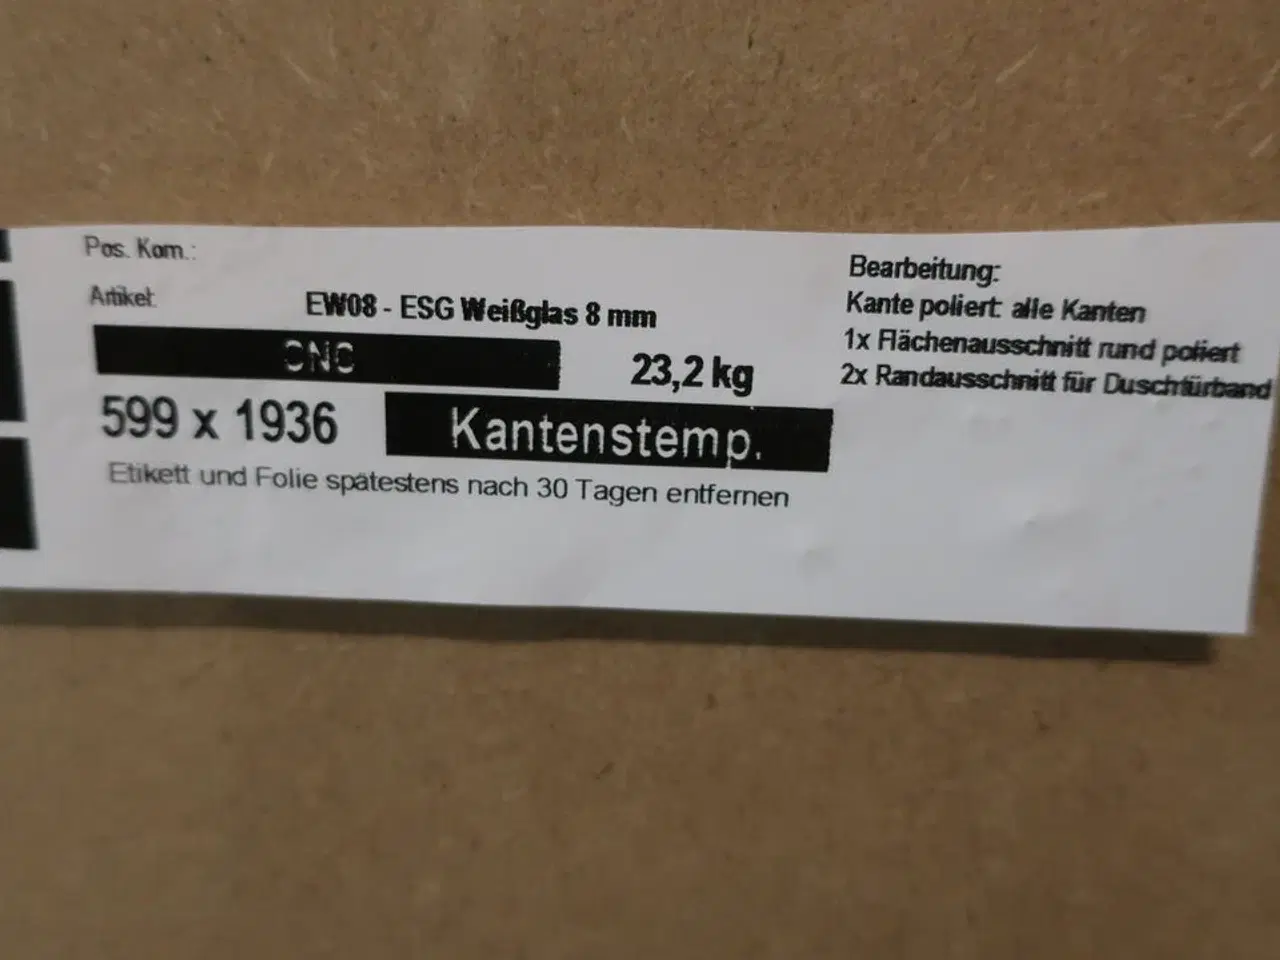 Pos. Kom.:
Artikel:
EW08 - ESG Weißglas 8 mm
CNC
23,2 kg
599 x 1936
Kantenstemp.
Etikett und Folie spätestens nach 30 Tagen entfernen
Bearbeitung:
Kante poliert: alle Kanten
1x Flächenausschnitt rund poliert
2x Randausschnitt für Duschtürband